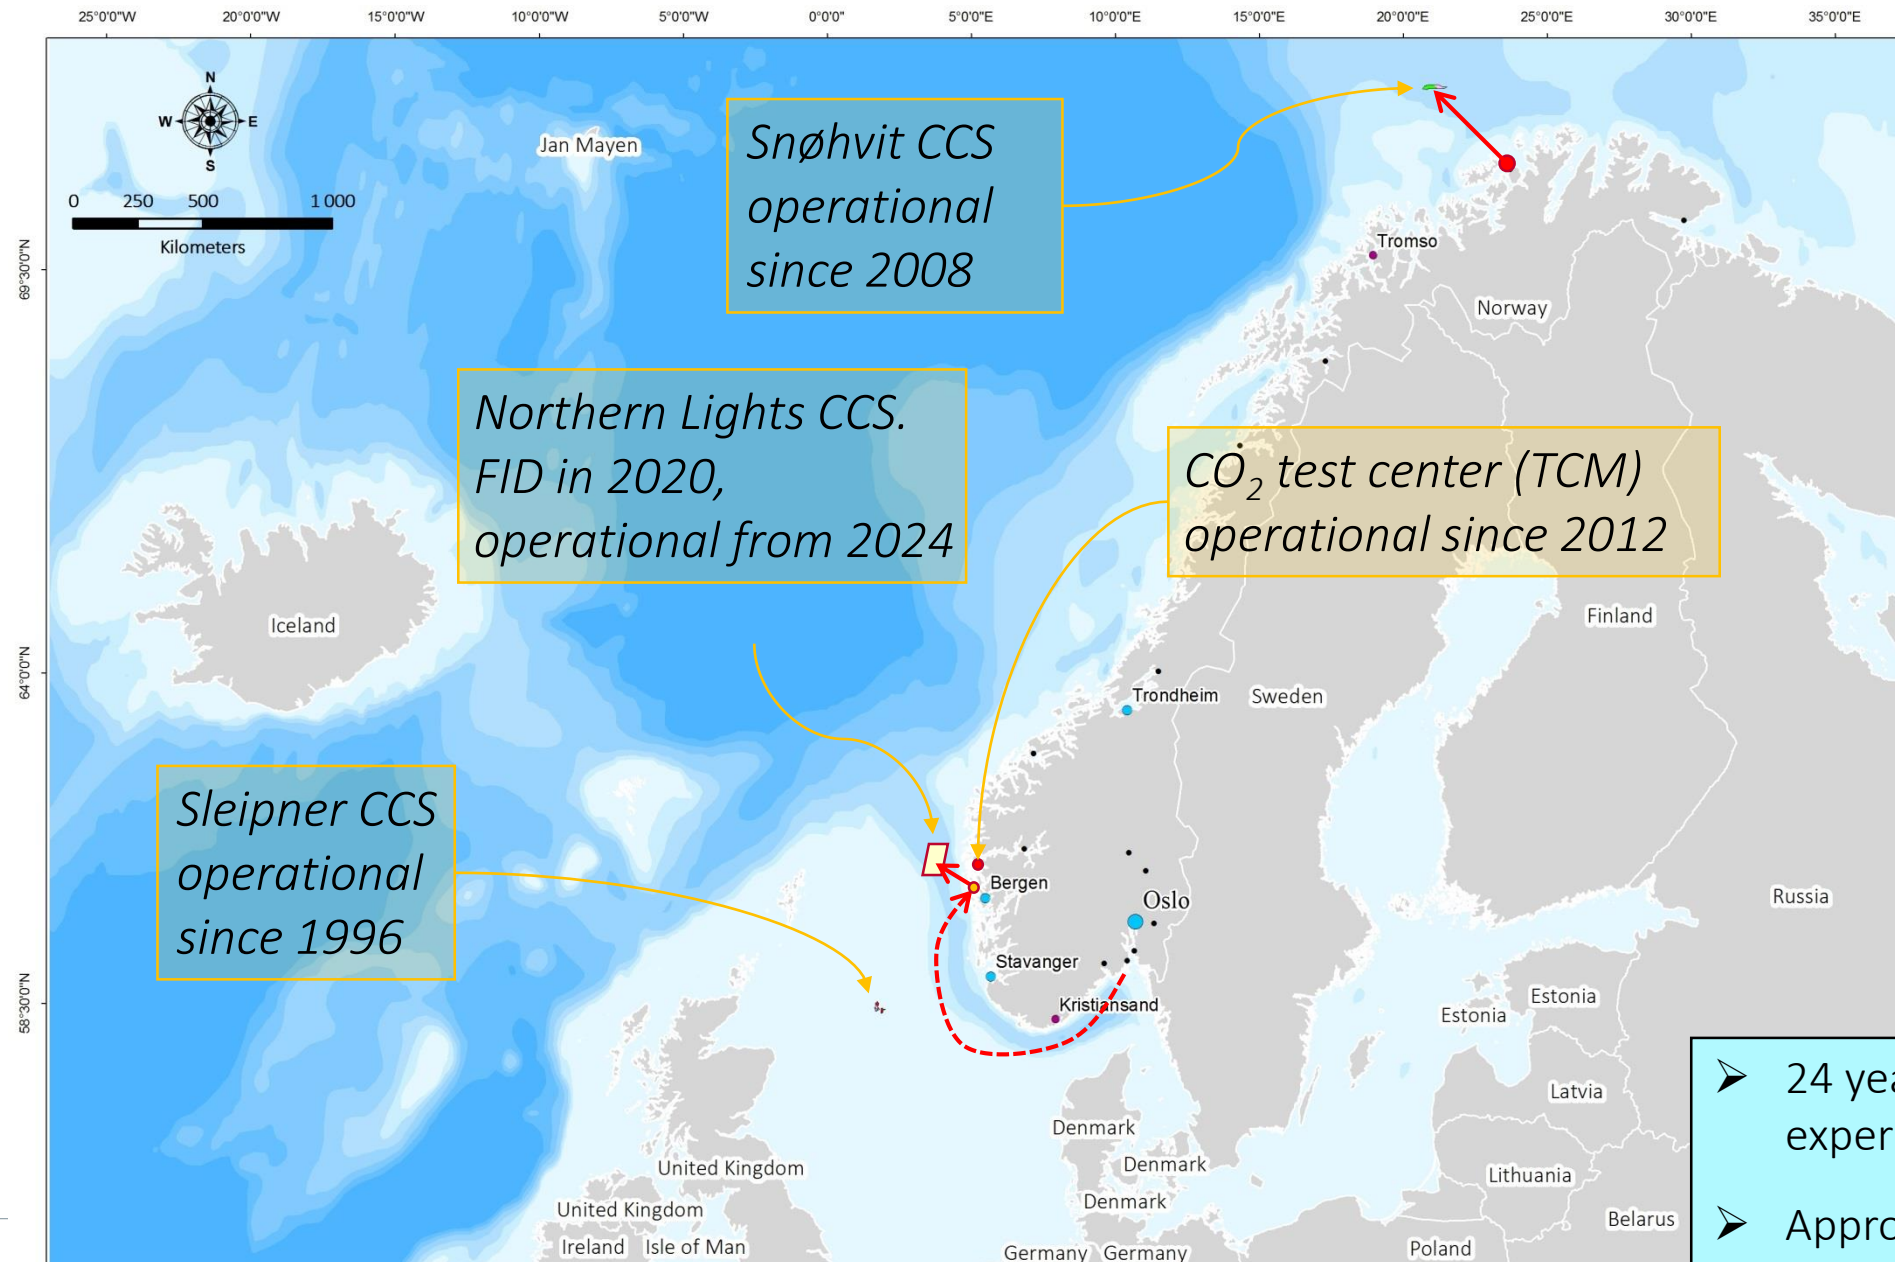 25°0'0"W 20°0'0"W 15°0'0"W 10°0'0"W 5°0'0"W 0°0'0" 5°0'0"E 10°0'0"E 15°0'0"E 20°0'0"E 25°0'0"E 30°0'0"E 35°0'0"E
N
W E
S
0 250 500 1 000
Kilometers
69°30'0"N
64°0'0"N
58°30'0"N
Jan Mayen
Snøhvit CCS
operational
since 2008
Tromso
Norway
Northern Lights CCS.
FID in 2020,
operational from 2024
CO₂ test center (TCM)
operational since 2012
Iceland
Finland
Trondheim
Sweden
Sleipner CCS
operational
since 1996
Bergen
Oslo
Russia
Stavanger
Kristiansand
Estonia
Estonia
Latvia
Denmark
Denmark
Denmark
Lithuania
Belarus
United Kingdom
United Kingdom
Ireland Isle of Man
Germany Germany
Poland
➢ 24 yea
exper
➢ Appro